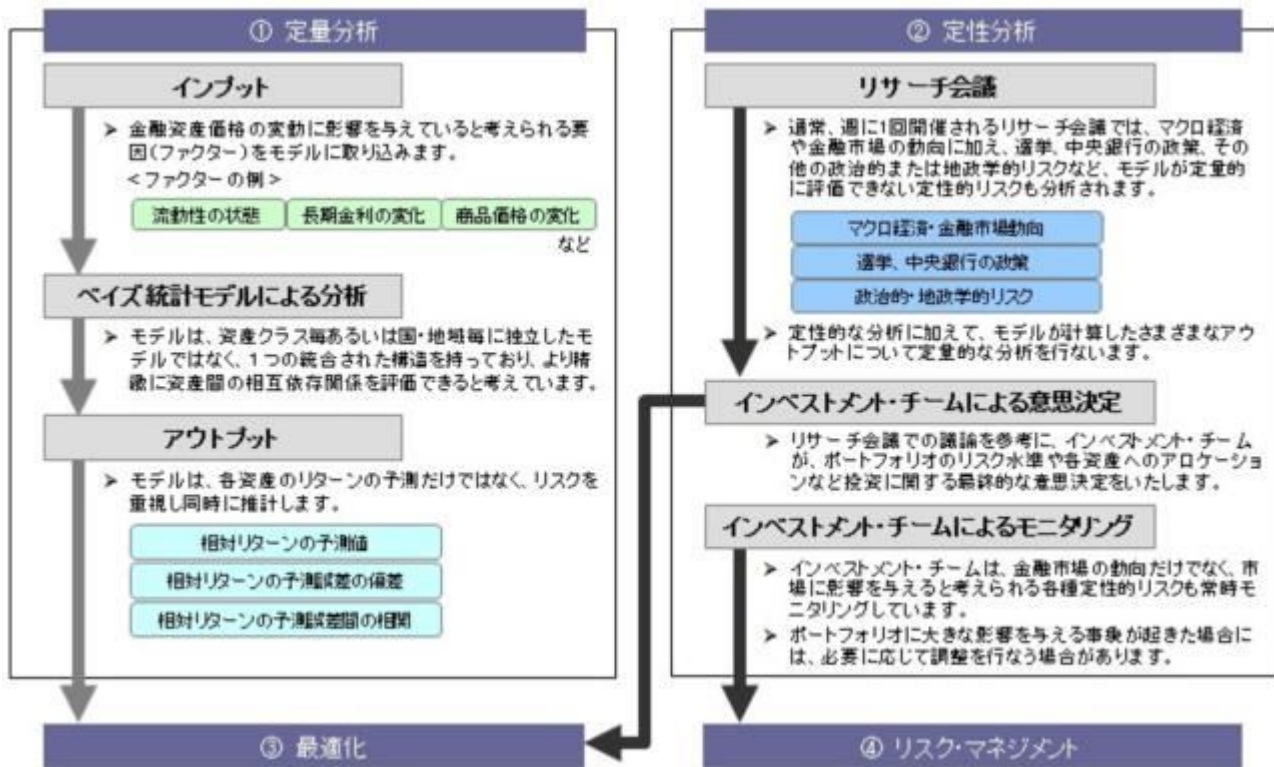 ① 定量分析
インプット
➢ 金融資産価格の変動に影響を与えていると考えられる要
因(ファクター)をモデルに取り込みます。
<ファクターの例>
流動性の状態
長期金利の変化
商品価格の変化
など
ベイズ統計モデルによる分析
➢ モデルは、資産クラス毎あるいは国・地域毎に独立したモ
デルではなく、1つの統合された構造を持っており、より精
緻に資産間の相互依存関係を評価できると考えています。
アウトプット
➢ モデルは、各資産のリターンの予測だけではなく、リスクを
重視し同時に推計します。
相対リターンの予測値
相対リターンの予測誤差の偏差
相対リターンの予測誤差間の相関
③ 最適化
② 定性分析
リサーチ会議
➢ 通常、週に1回開催されるリサーチ会議では、マクロ経済
や金融市場の動向に加え、選挙、中央銀行の政策、その
他の政治的または地政学的リスクなど、モデルが定量的
に評価できない定性的リスクも分析されます。
マクロ経済・金融市場動向
選挙、中央銀行の政策
政治的・地政学的リスク
➢ 定性的な分析に加えて、モデルが計算したさまざまなアウ
トプットについて定量的な分析を行ないます。
インベストメント・チームによる意思決定
➢ リサーチ会議での議論を参考に、インベストメント・チーム
が、ポートフォリオのリスク水準や各資産へのアロケーショ
ンなど投資に関する最終的な意思決定をいたします。
インベストメント・チームによるモニタリング
➢ インベストメント・チームは、金融市場の動向だけでなく、市
場に影響を与えると考えられる各種定性的リスクも常時モ
ニタリングしています。
➢ ポートフォリオに大きな影響を与える事象が起きた場合に
は、必要に応じて調整を行なう場合があります。
④ リスク・マネジメント